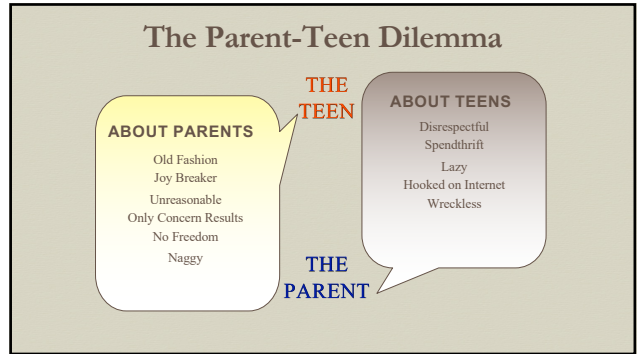 The Parent-Teen Dilemma
THE
TEEN
ABOUT PARENTS
Old Fashion
Joy Breaker
Unreasonable
Only Concern Results
No Freedom
Naggy
ABOUT TEENS
Disrespectful
Spendthrift
Lazy
Hooked on Internet
Wreckless
THE
PARENT